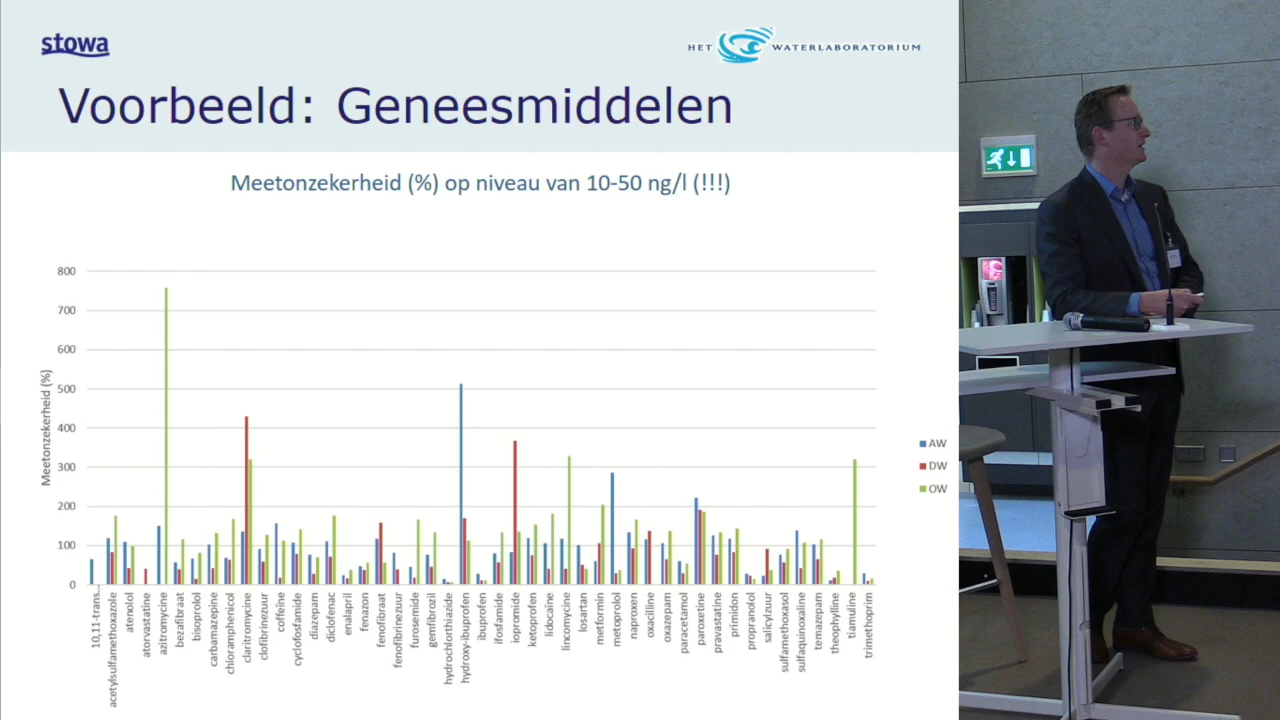 stowa
HET WATERLABORATORIUM
Voorbeeld: Geneesmiddelen
Meetonzekerheid (%) op niveau van 10-50 ng/l (!!!)
800
700
600
500
400
300
200
100
0
Meetonzekerheid (%)
AW
DW
OW
10,11-trans...
acetylsulfamethoxazole
atenolol
atorvastatine
azitromycine
bezafibraat
bisoprolol
carbamazepine
chloramphenicol
claritromycine
clofibrinezuur
coffeïne
cyclofosfamide
diazepam
diclofenac
enalapril
fenazon
fenofibraat
fenofibrinezuur
furosemide
gemfibrozil
hydrochlorthiazide
hydroxy-ibuprofen
ibuprofen
ifosfamide
iopromide
ketoprofen
lidocaïne
lincomycine
losartan
metformin
metoprolol
naproxen
oxacilline
oxazepam
paracetamol
paroxetine
pravastatine
primidon
propranolol
salicylzuur
sulfamethoxasol
sulfaquinoxaline
temazepam
theophylline
tiamuline
trimethoprim